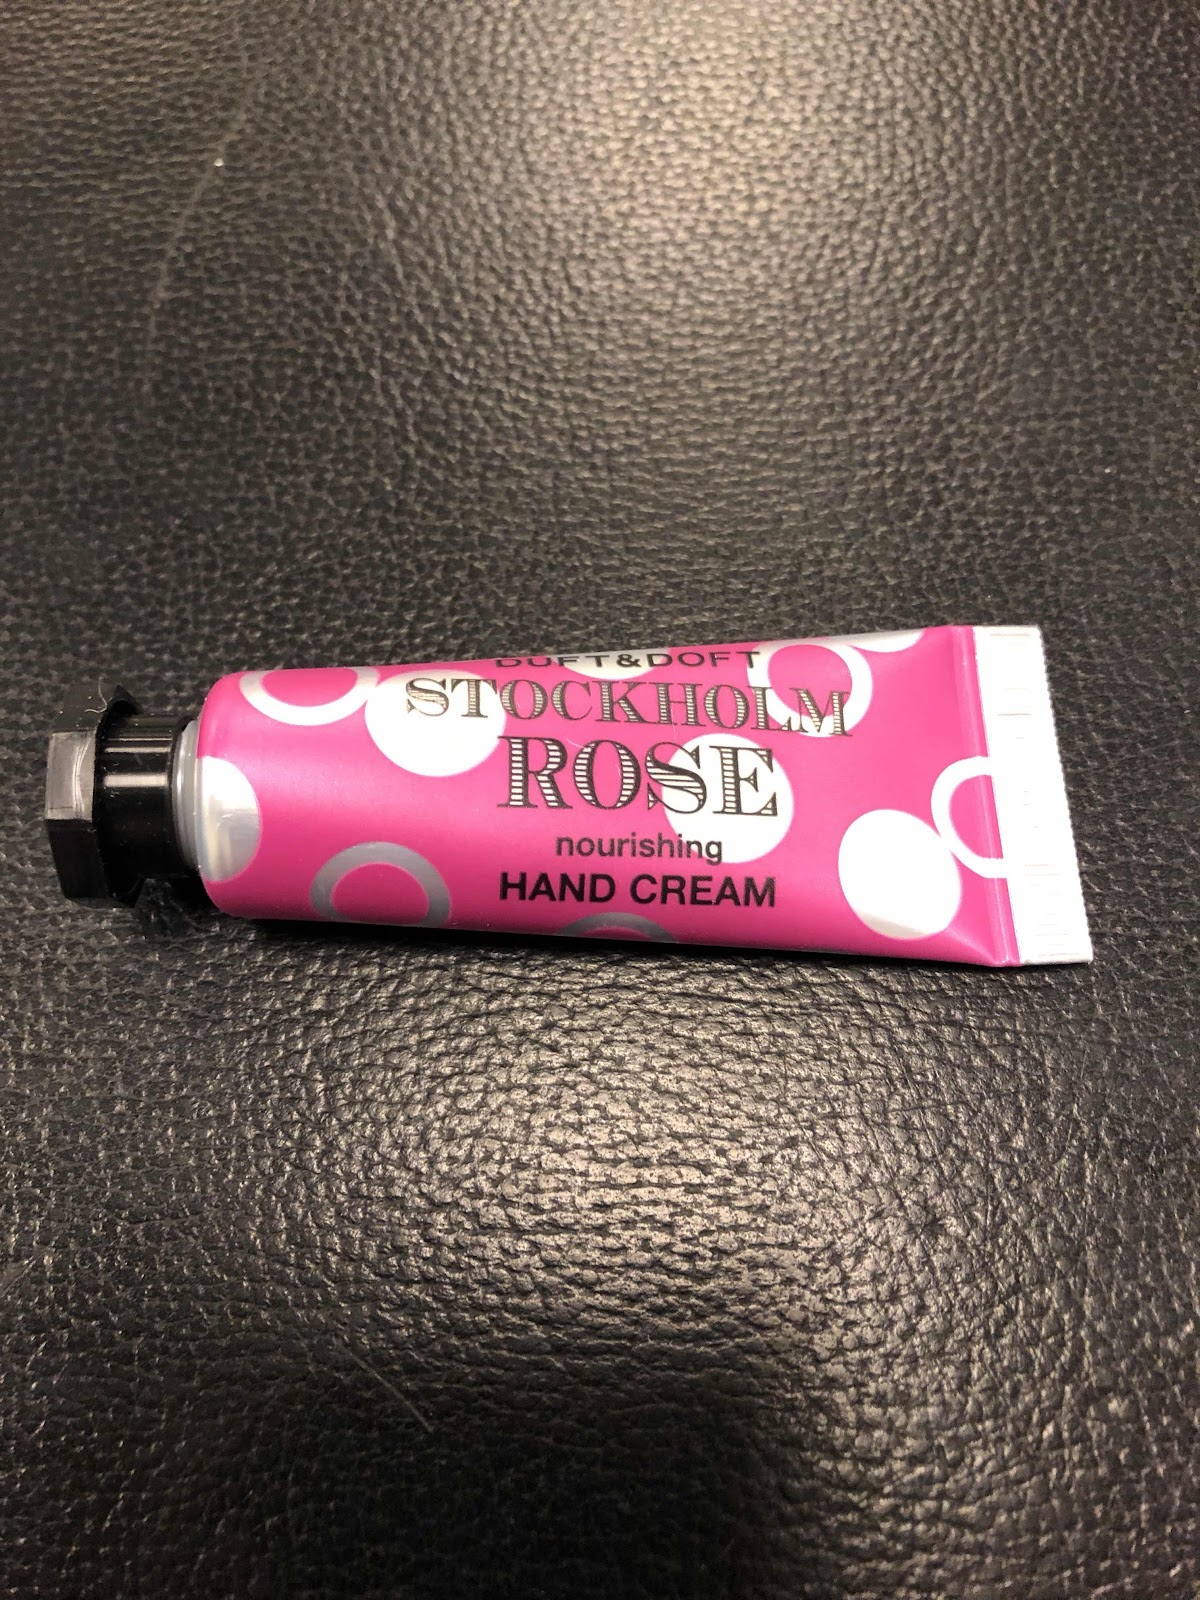 DUFT&DOFT
STOCKHOLM
ROSE
nourishing
HAND CREAM